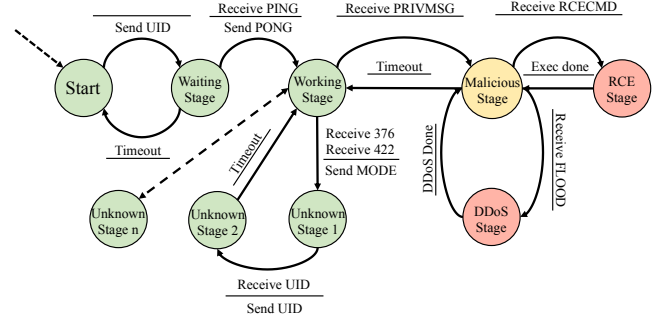 Receive PING
Receive PRIVMSG
Receive RCECMD
Send UID
Send PONG
Start
Waiting
Stage
Working
Stage
Timeout
Malicious
Stage
Exec done
RCE
Stage
Timeout
Timeout
Receive 376
Receive 422
Send MODE
DDoS Done
Receive FLOOD
Unknown
Stage n
Unknown
Stage 2
Unknown
Stage 1
DDoS
Stage
Receive UID
Send UID